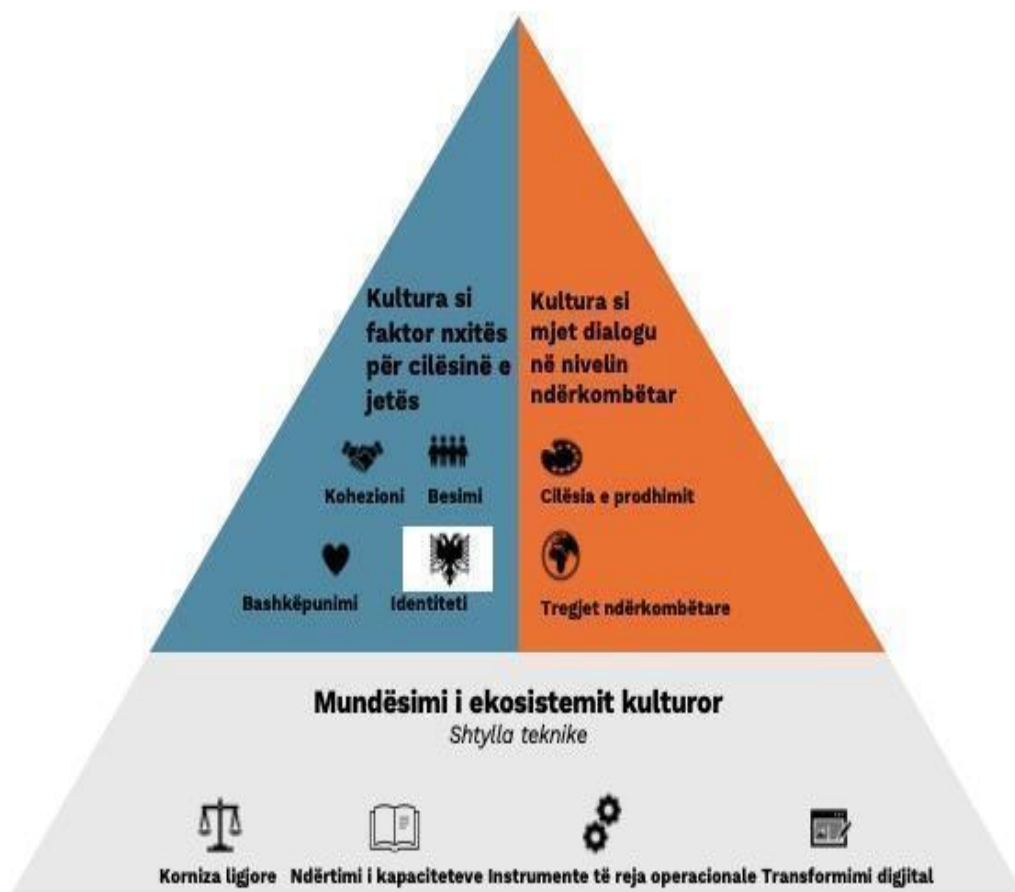 Kultura si
faktor nxitës
për cilësinë e
jetës
Kohezioni Besimi
Bashkëpunimi Identiteti
Kultura si
mjet dialogu
në nivelin
ndërkombëtar
Cilësia e prodhimit
Tregjet ndërkombëtare
Mundësimi i ekosistemit kulturor
Shtylla teknike
Korniza ligjore Ndërtimi i kapaciteteve Instrumente të reja operacionale Transformimi digjital